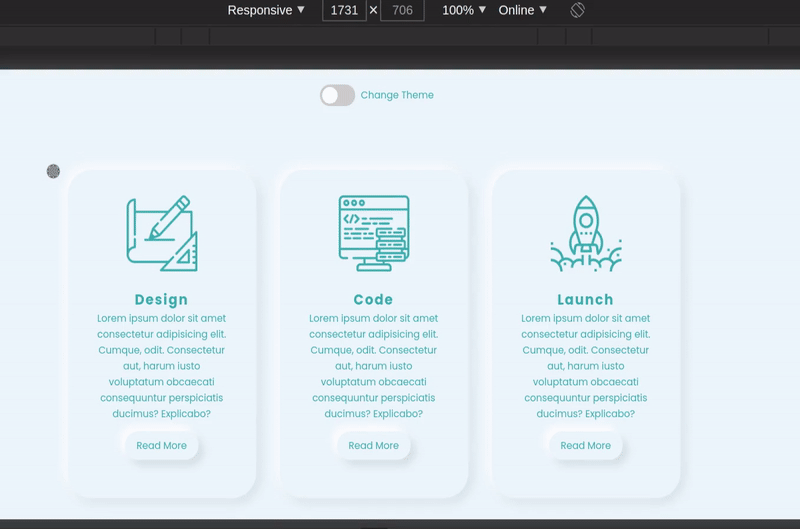 Responsive ▼ 1731 × 706 100% ▼ Online ▼
Change Theme
Design
Lorem ipsum dolor sit amet
consectetur adipisicing elit.
Cumque, odit. Consectetur
aut, harum iusto
voluptatum obcaecati
consequuntur perspiciatis
ducimus? Explicabo?
Read More
Code
Lorem ipsum dolor sit amet
consectetur adipisicing elit.
Cumque, odit. Consectetur
aut, harum iusto
voluptatum obcaecati
consequuntur perspiciatis
ducimus? Explicabo?
Read More
Launch
Lorem ipsum dolor sit amet
consectetur adipisicing elit.
Cumque, odit. Consectetur
aut, harum iusto
voluptatum obcaecati
consequuntur perspiciatis
ducimus? Explicabo?
Read More